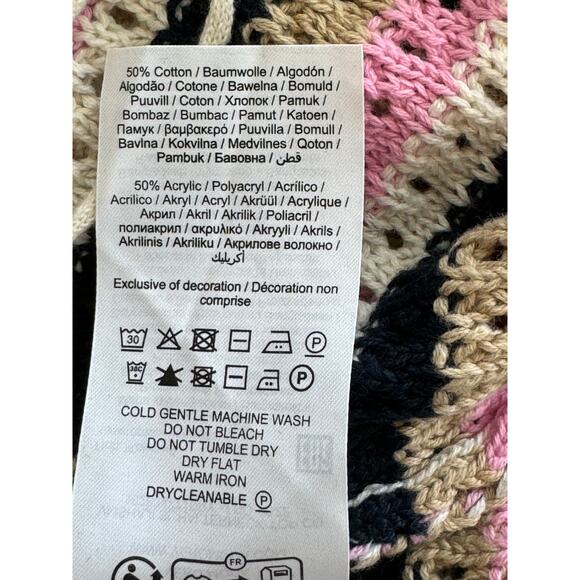 50% Cotton / Baumwolle / Algodón /
Algodão / Cotone / Bawełna / Bomuld /
Puuvill / Coton / Хлопок / Pamuk /
Bombaz / Bumbac / Pamut / Katoen /
Памук / βαμβακερό / Puuvilla / Bomull /
Bavlna / Kokvilna / Medvilnes / Qoton /
Pambuk / Бавовна / قطن
50% Acrylic / Polyacryl / Acrílico /
Acrilico / Akryl / Acryl / Akrüül / Acrylique /
Акрил / Akril / Akrilik / Poliacril /
полиакрил / ακρυλικό / Akryyli / Akrils /
Akrilinis / Akriliku / Акрилове волокно /
أكريليك
Exclusive of decoration / Décoration non
comprise
30 P
30C P
COLD GENTLE MACHINE WASH
DO NOT BLEACH
DO NOT TUMBLE DRY
DRY FLAT
WARM IRON
DRYCLEANABLE P
FR